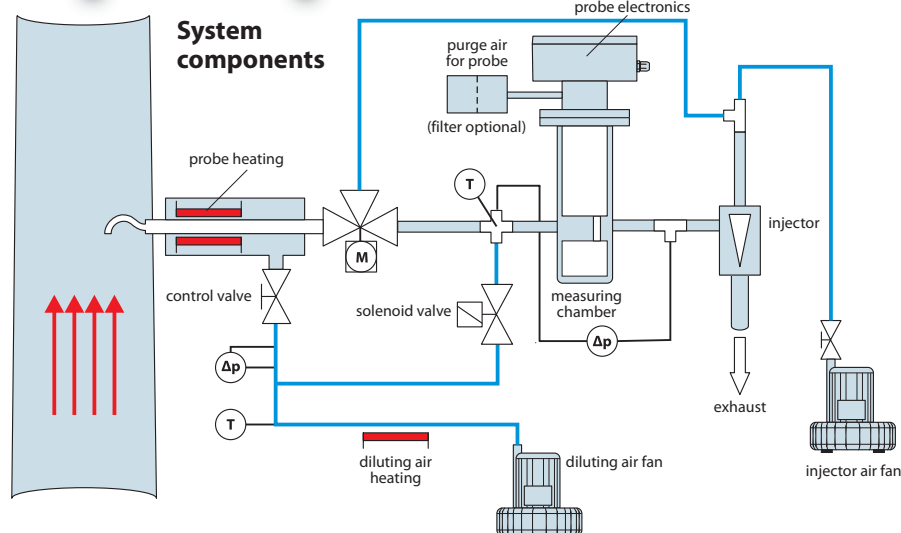 System
components
probe electronics
purge air
for probe
(filter optional)
probe heating
T
M
injector
control valve
solenoid valve
measuring
chamber
Δp
Δp
exhaust
T
diluting air
heating
diluting air fan
injector air fan